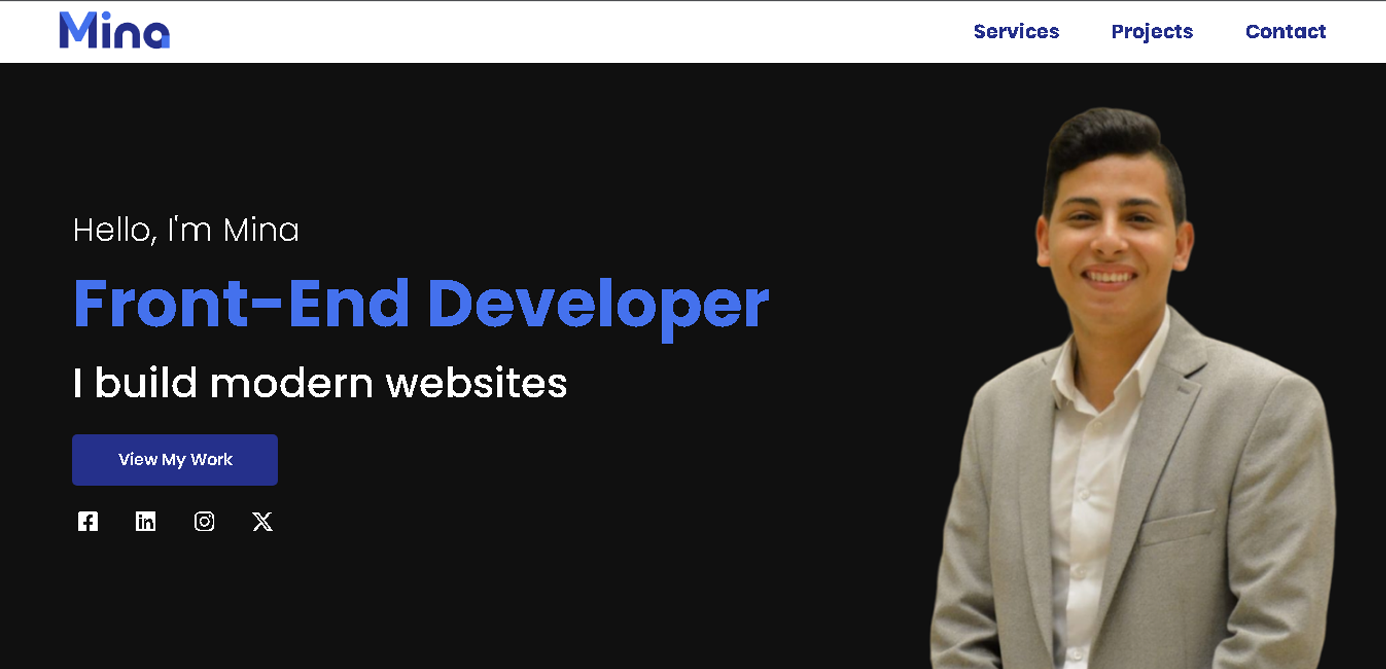 Mina
Services Projects Contact
Hello, I'm Mina
Front-End Developer
I build modern websites
View My Work